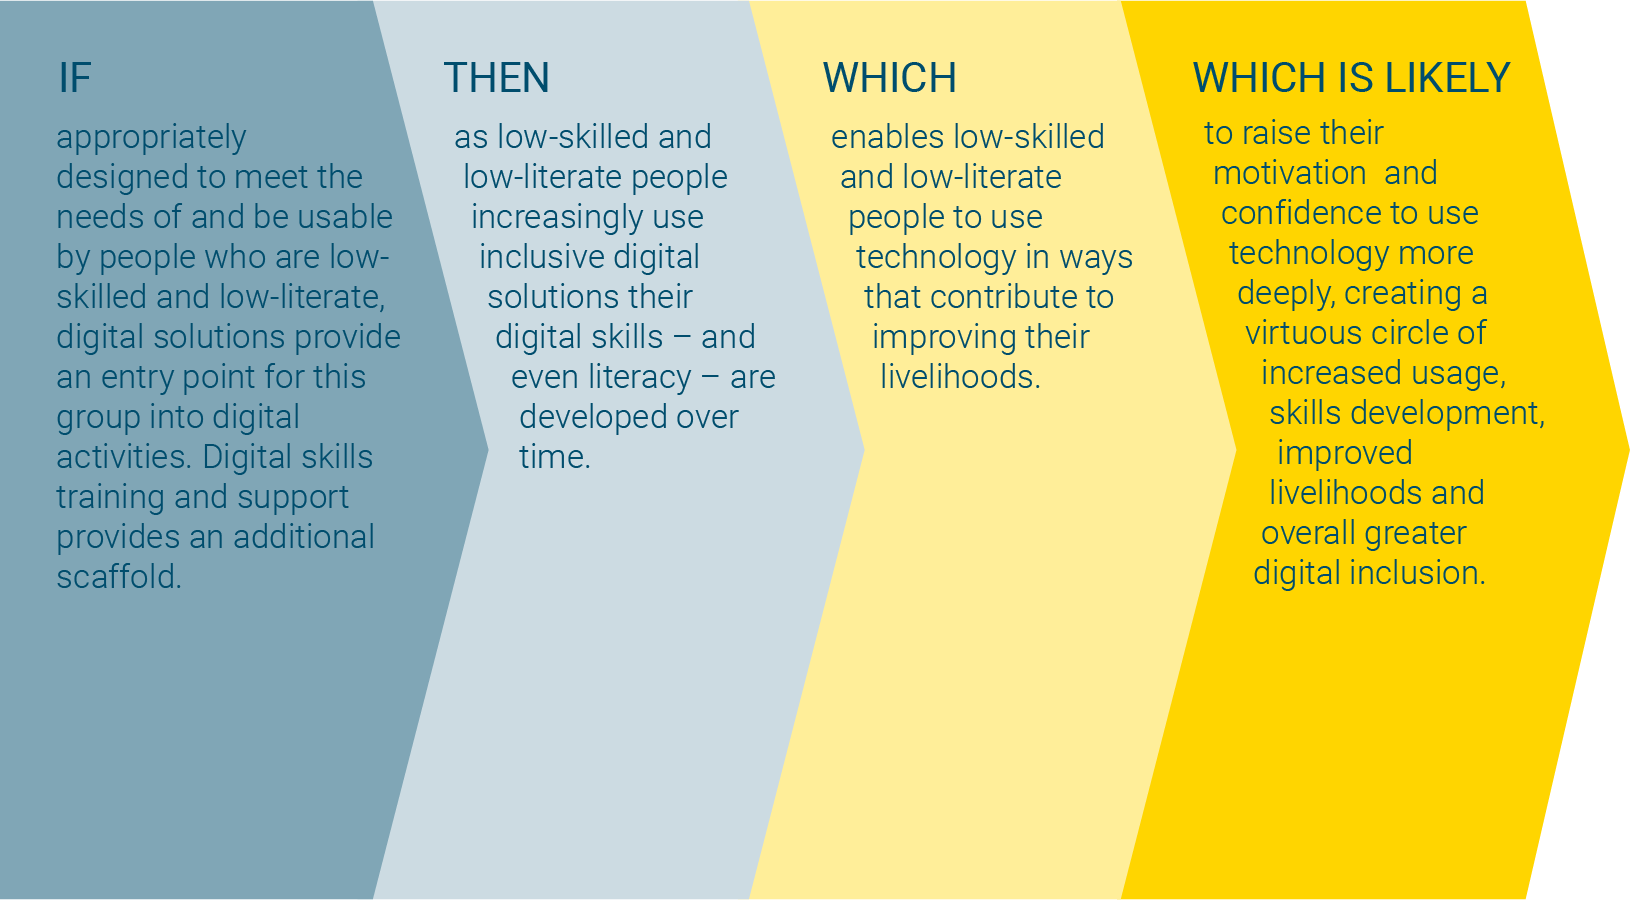 IF
appropriately
designed to meet the
needs of and be usable
by people who are low-
skilled and low-literate,
digital solutions provide
an entry point for this
group into digital
activities. Digital skills
training and support
provides an additional
scaffold.
THEN
as low-skilled and
low-literate people
increasingly use
inclusive digital
solutions their
digital skills – and
even literacy – are
developed over
time.
WHICH
enables low-skilled
and low-literate
people to use
technology in ways
that contribute to
improving their
livelihoods.
WHICH IS LIKELY
to raise their
motivation  and
confidence to use
technology more
deeply, creating a
virtuous circle of
increased usage,
skills development,
improved
livelihoods and
overall greater
digital inclusion.